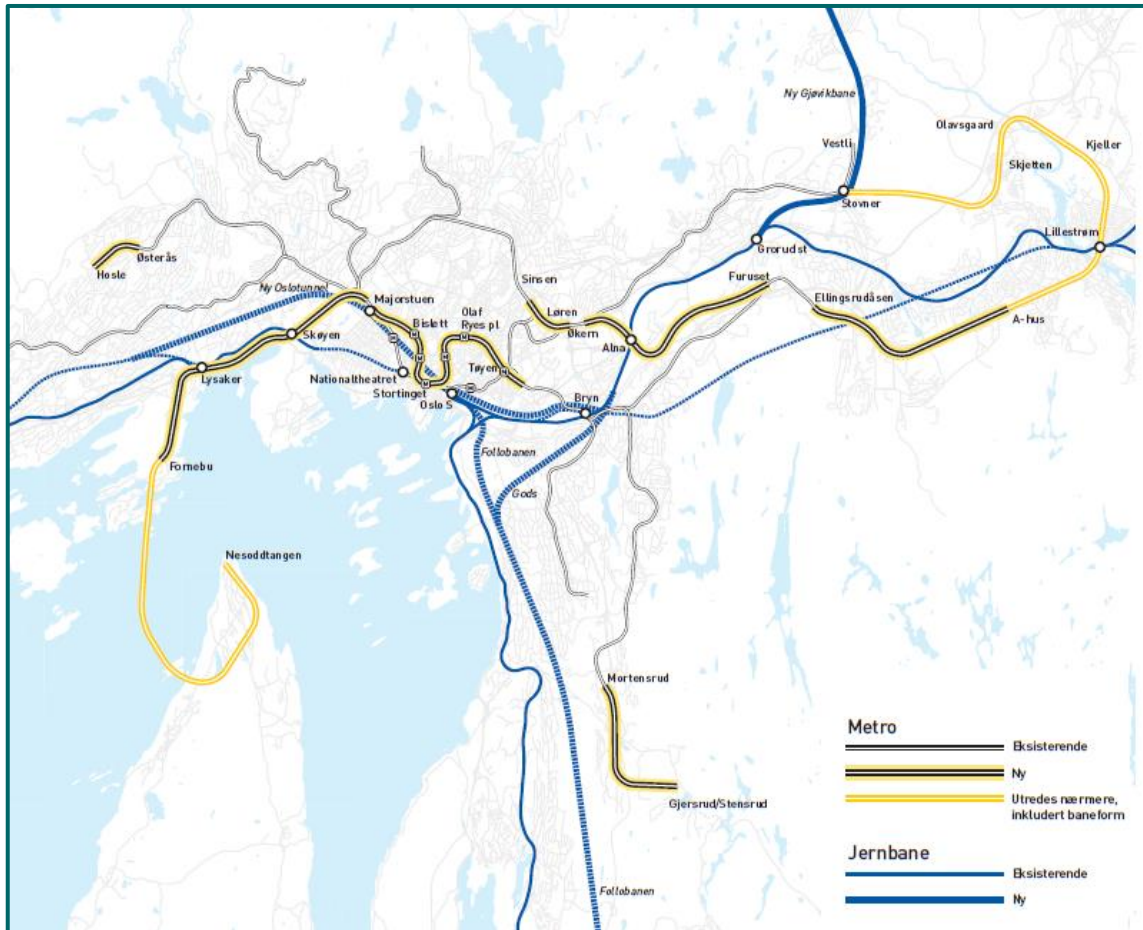 Ny Gjøvikbane
Olavsgaard
Vestli
Kjeller
Skjetten
Stovner
Lillestrøm
Østerås
Grorud st
Hosle
Furuset
Ny Oslotunnel
Sinsen
Ellingsrudåsen
Majorstuen
Olaf
Ryes pl
Løren
A-hus
Bislett
Økern
Skøyen
Alna
Lysaker
Nationaltheatret
Tøyen
Stortinget
Oslo S
Bryn
Follobanen
Fornebu
Gods
Nesoddtangen
Mortensrud
Gjersrud/Stensrud
Follobanen
Metro
Eksisterende
Ny
Utredes nærmere,
inkludert baneform
Jernbane
Eksisterende
Ny